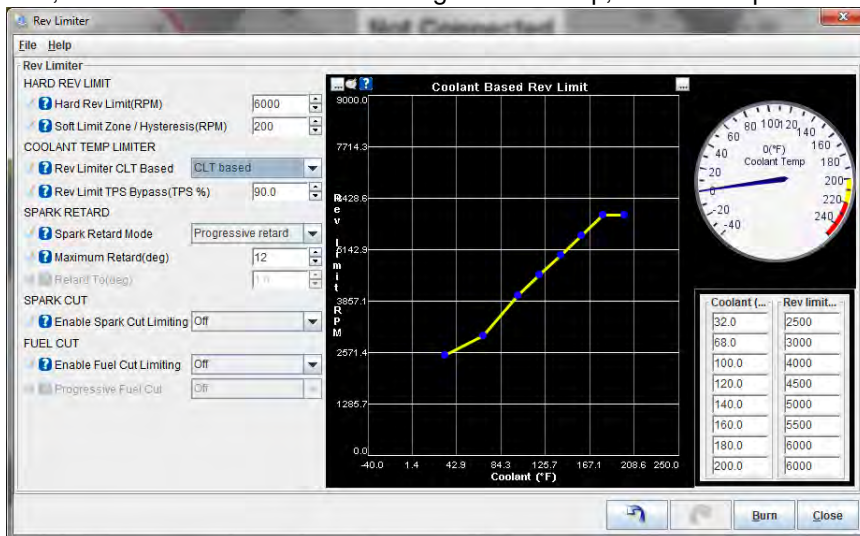 Rev Limiter
Not Connected
File Help
Rev Limiter
HARD REV LIMIT
Hard Rev Limit(RPM) 6000
Soft Limit Zone / Hysteresis(RPM) 200
COOLANT TEMP LIMITER
Rev Limiter CLT Based CLT based
Rev Limit TPS Bypass(TPS %) 90.0
SPARK RETARD
Spark Retard Mode Progressive retard
Maximum Retard(deg) 12
Retard To(deg)
SPARK CUT
Enable Spark Cut Limiting Off
FUEL CUT
Enable Fuel Cut Limiting Off
Progressive Fuel Cut Off
... ? Coolant Based Rev Limit ...
9000.0
7714.3
6428.6
5142.9
3857.1
2571.4
1285.7
0.0
Rev limit RPM
-40.0 1.4 42.9 84.3 125.7 167.1 208.6 250.0
Coolant (°F)
-40 -20 0 20 40 60 80 100 120 140 160 180 200 220 240
0(°F)
Coolant Temp
Coolant (... Rev limit...
32.0 2500
68.0 3000
100.0 4000
120.0 4500
140.0 5000
160.0 5500
180.0 6000
200.0 6000
Burn Close